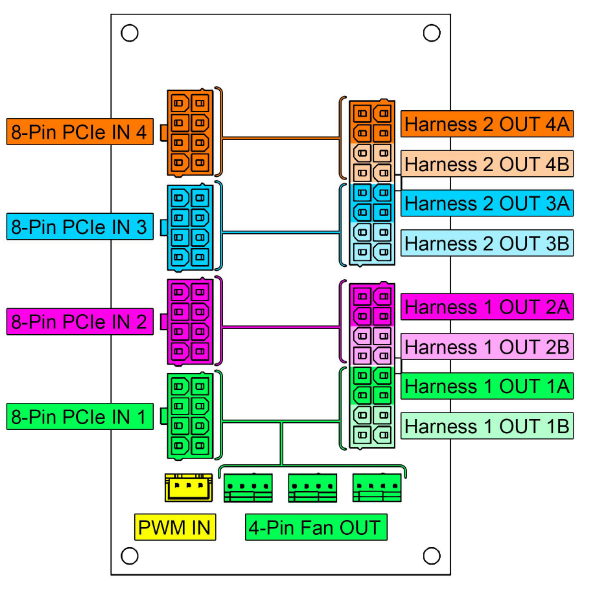 8-Pin PCIe IN 4
Harness 2 OUT 4A
Harness 2 OUT 4B
Harness 2 OUT 3A
8-Pin PCIe IN 3
Harness 2 OUT 3B
Harness 1 OUT 2A
8-Pin PCIe IN 2
Harness 1 OUT 2B
Harness 1 OUT 1A
8-Pin PCIe IN 1
Harness 1 OUT 1B
PWM IN
4-Pin Fan OUT